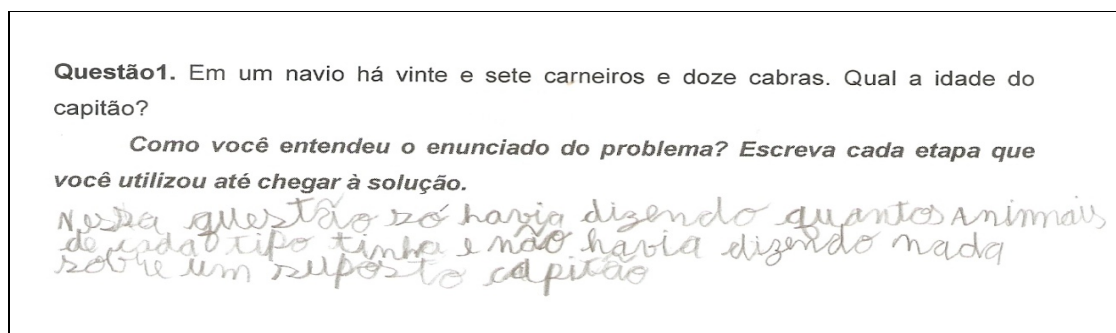 Questão1. Em um navio há vinte e sete carneiros e doze cabras. Qual a idade do
capitão?
Como você entendeu o enunciado do problema? Escreva cada etapa que
você utilizou até chegar à solução.
Nessa questão só havia dizendo quantos Animmais
de cada tipo tinha e não havia dizendo nada
sobre um suposto capitão